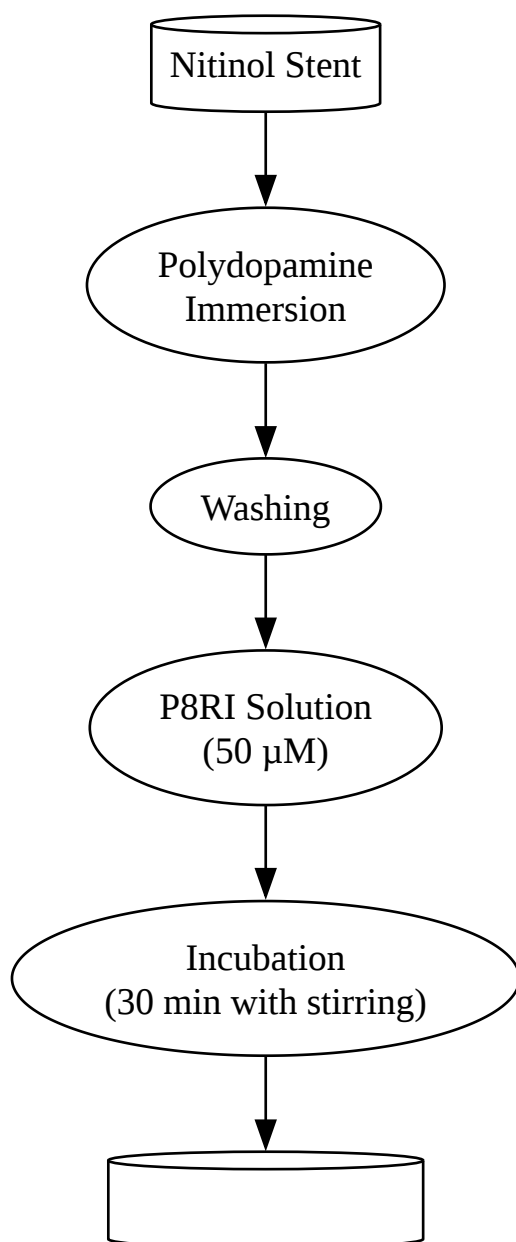 Nitinol Stent
Polydopamine
Immersion
Washing
P8RI Solution
(50 µM)
Incubation
(30 min with stirring)